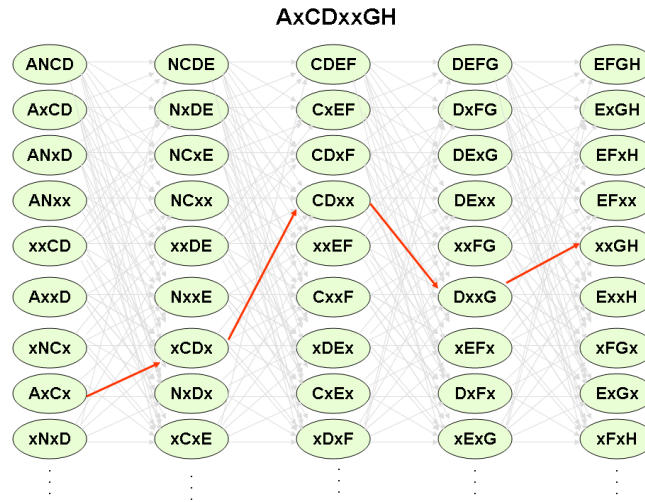 AxCDxxGH
ANCD NCDE CDEF DEFG EFGH
AxCD NxDE CxEF DxFG ExGH
ANxD NCxE CDxF DExG EFxH
ANxx NCxx CDxx DExx EFxx
xxCD xxDE xxEF xxFG xxGH
AxxD NxxE CxxF DxxG ExxH
xNCx xCDx xDEx xEFx xFGx
AxCx NxDx CxEx DxFx ExGx
xNxD xCxE xDxF xExG xFxH